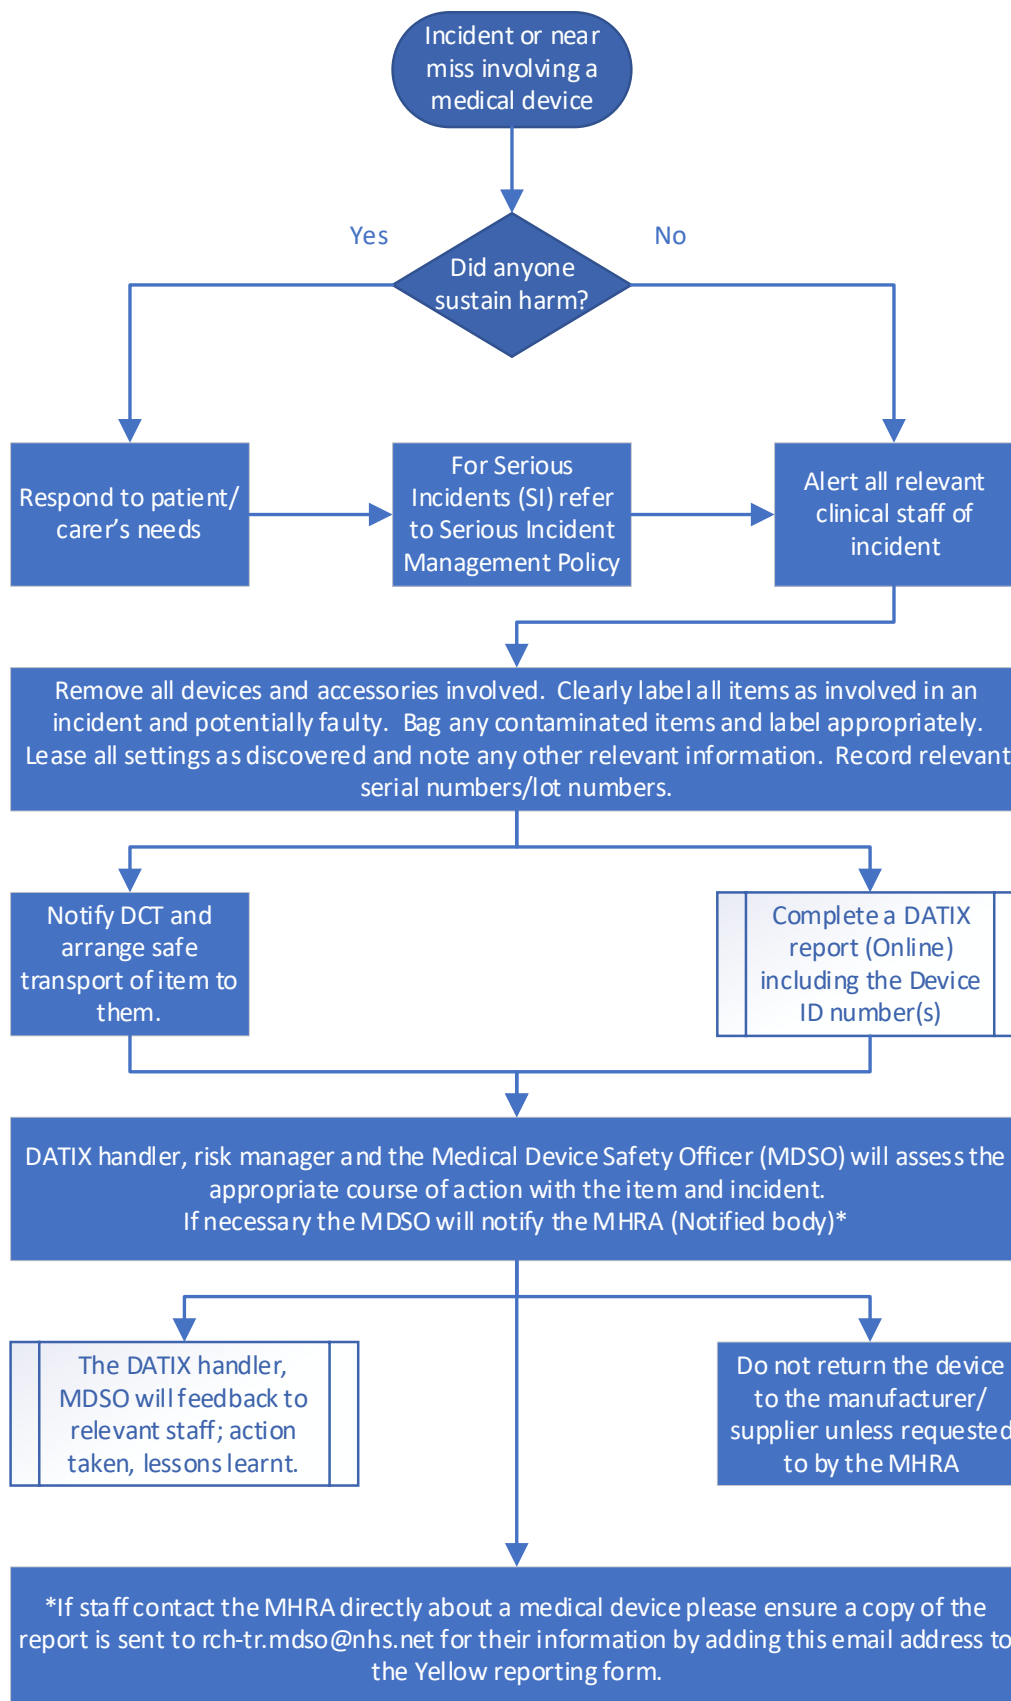 Incident or near
miss involving a
medical device
Yes
No
Did anyone
sustain harm?
Respond to patient/
carer's needs
For Serious
Incidents (SI) refer
to Serious Incident
Management Policy
Alert all relevant
clinical staff of
incident
Remove all devices and accessories involved. Clearly label all items as involved in an
incident and potentially faulty. Bag any contaminated items and label appropriately.
Lease all settings as discovered and note any other relevant information. Record relevant
serial numbers/lot numbers.
Notify DCT and
arrange safe
transport of item to
them.
Complete a DATIX
report (Online)
including the Device
ID number(s)
DATIX handler, risk manager and the Medical Device Safety Officer (MDSO) will assess the
appropriate course of action with the item and incident.
If necessary the MDSO will notify the MHRA (Notified body)*
The DATIX handler,
MDSO will feedback to
relevant staff; action
taken, lessons learnt.
Do not return the device
to the manufacturer/
supplier unless requested
to by the MHRA
*If staff contact the MHRA directly about a medical device please ensure a copy of the
report is sent to rch-tr.mdso@nhs.net for their information by adding this email address to
the Yellow reporting form.